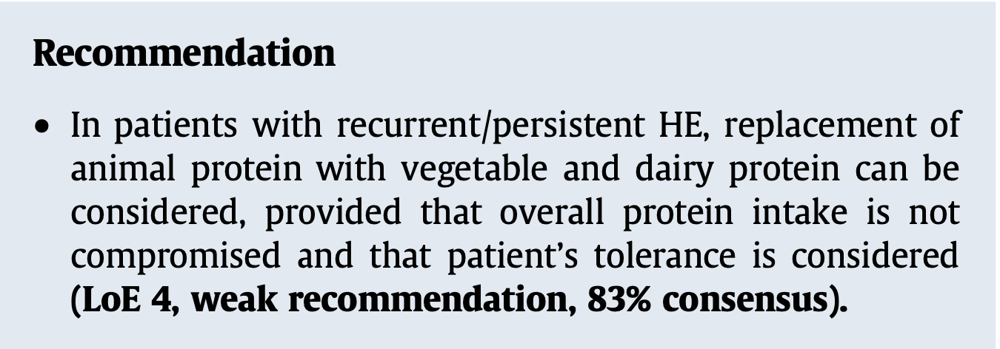 Recommendation
• In patients with recurrent/persistent HE, replacement of
animal protein with vegetable and dairy protein can be
considered, provided that overall protein intake is not
compromised and that patient’s tolerance is considered
(LoE 4, weak recommendation, 83% consensus).